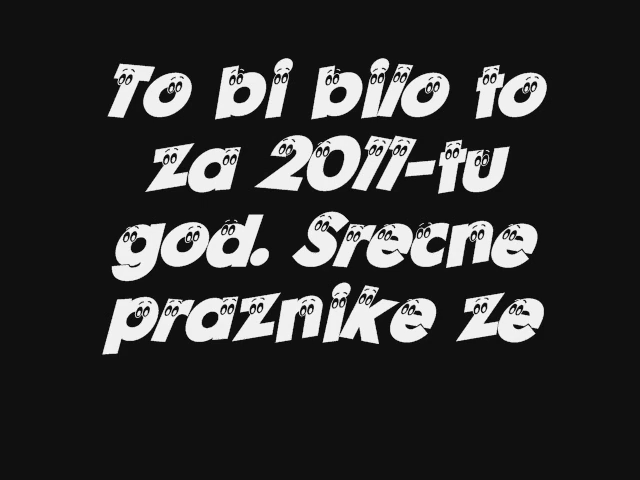 To bi bilo to
za 2011-tu
god. Srecne
praznike ze